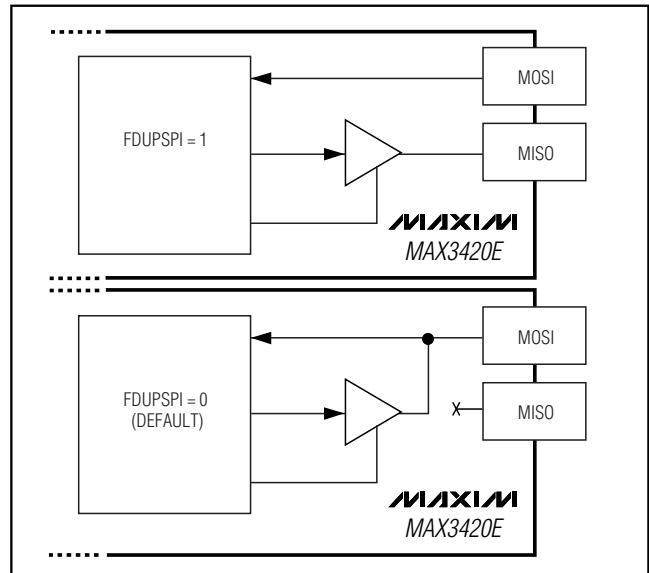 MOSI
FDUPSPI = 1
MISO
MAXIM
MAX3420E
MOSI
FDUPSPI = 0
(DEFAULT)
MISO
MAXIM
MAX3420E